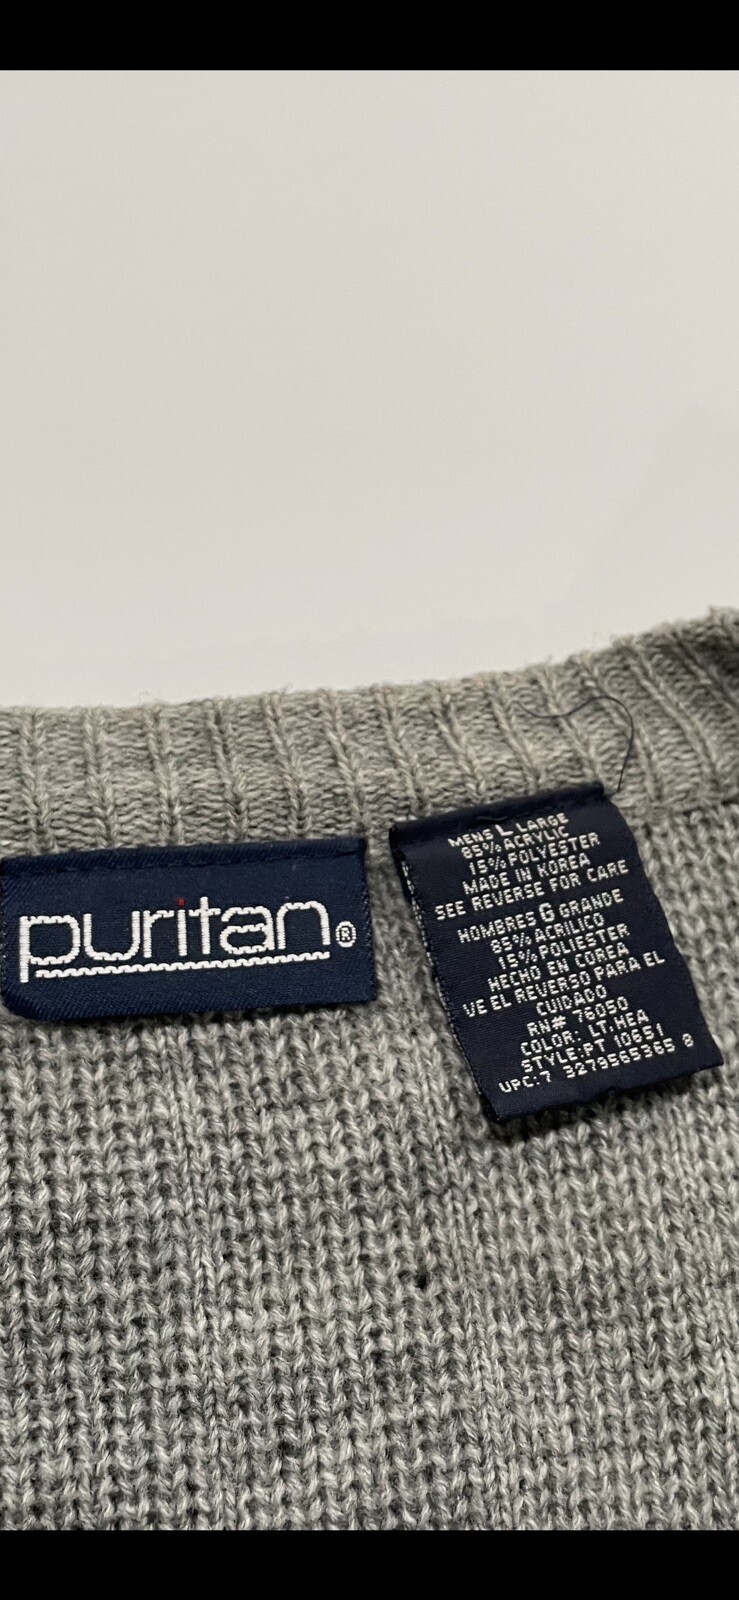 puritan®
MENS L LARGE
85% ACRYLIC
15% POLYESTER
MADE IN KOREA
SEE REVERSE FOR CARE
HOMBRES G GRANDE
85% ACRILICO
15% POLIESTER
HECHO EN COREA
VE EL REVERSO PARA EL
CUIDADO
RN# 76050
COLOR: LT.HEA
STYLE:PT 10651
UPC:7 3279565365 8